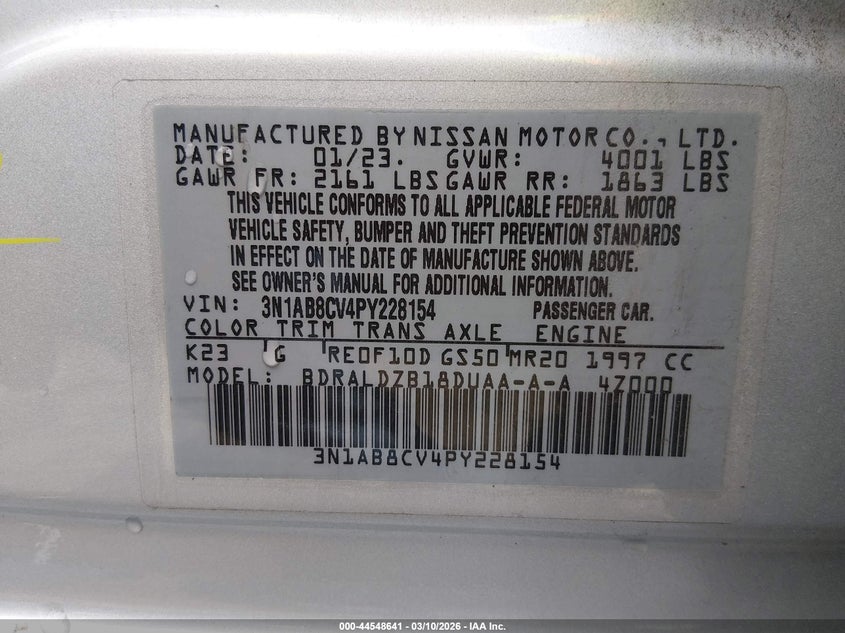 MANUFACTURED BY NISSAN MOTOR CO., LTD.
DATE: 01/23. GVWR: 4001 LBS
GAWR FR: 2161 LBS GAWR RR: 1863 LBS
THIS VEHICLE CONFORMS TO ALL APPLICABLE FEDERAL MOTOR
VEHICLE SAFETY, BUMPER AND THEFT PREVENTION STANDARDS
IN EFFECT ON THE DATE OF MANUFACTURE SHOWN ABOVE.
SEE OWNER'S MANUAL FOR ADDITIONAL INFORMATION.
VIN: 3N1AB8CV4PY228154 PASSENGER CAR.
COLOR TRIM TRANS AXLE ENGINE
K23 G RE0F10D GS50 MR20 1997 CC
MODEL: BDRALDZB18DUAA-A-A 4Z000
3N1AB8CV4PY228154
000-44548641 - 03/10/2026 - IAA Inc.